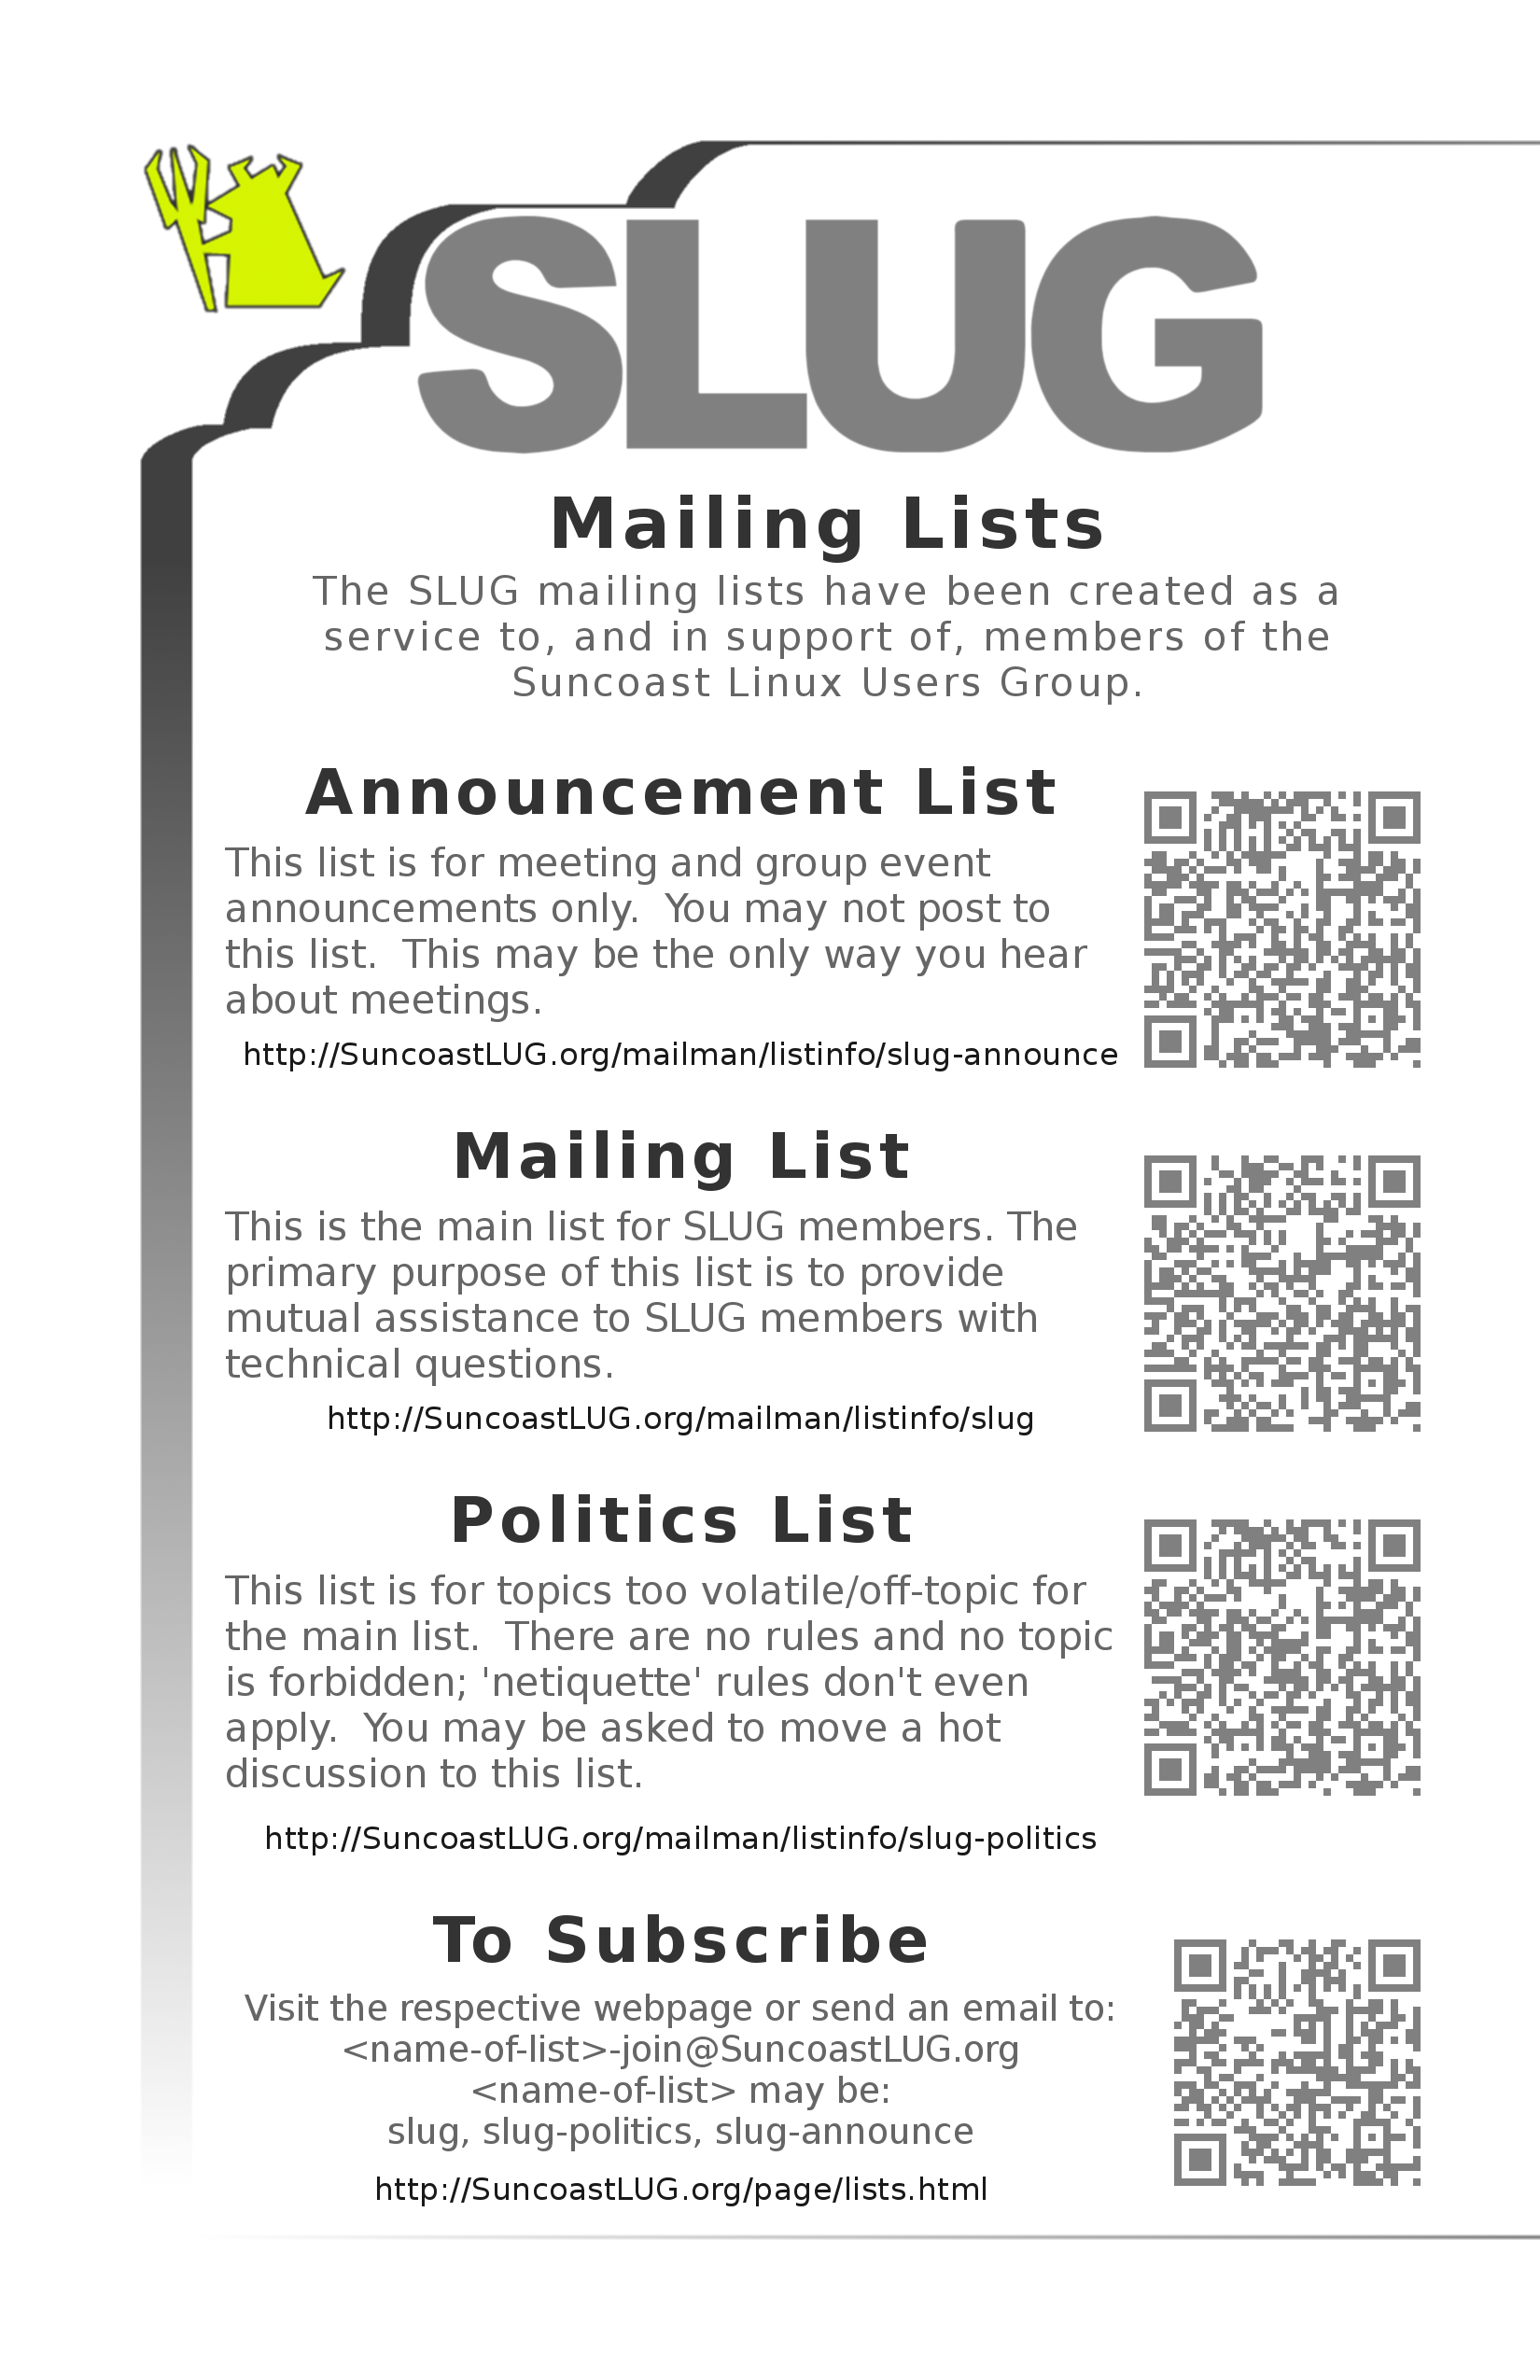 SLUG
Mailing Lists
The SLUG mailing lists have been created as a
service to, and in support of, members of the
Suncoast Linux Users Group.
Announcement List
This list is for meeting and group event
announcements only.  You may not post to
this list.  This may be the only way you hear
about meetings.
http://SuncoastLUG.org/mailman/listinfo/slug-announce
Mailing List
This is the main list for SLUG members. The
primary purpose of this list is to provide
mutual assistance to SLUG members with
technical questions.
http://SuncoastLUG.org/mailman/listinfo/slug
Politics List
This list is for topics too volatile/off-topic for
the main list.  There are no rules and no topic
is forbidden; 'netiquette' rules don't even
apply.  You may be asked to move a hot
discussion to this list.
http://SuncoastLUG.org/mailman/listinfo/slug-politics
To Subscribe
Visit the respective webpage or send an email to:
<name-of-list>-join@SuncoastLUG.org
<name-of-list> may be:
slug, slug-politics, slug-announce
http://SuncoastLUG.org/page/lists.html